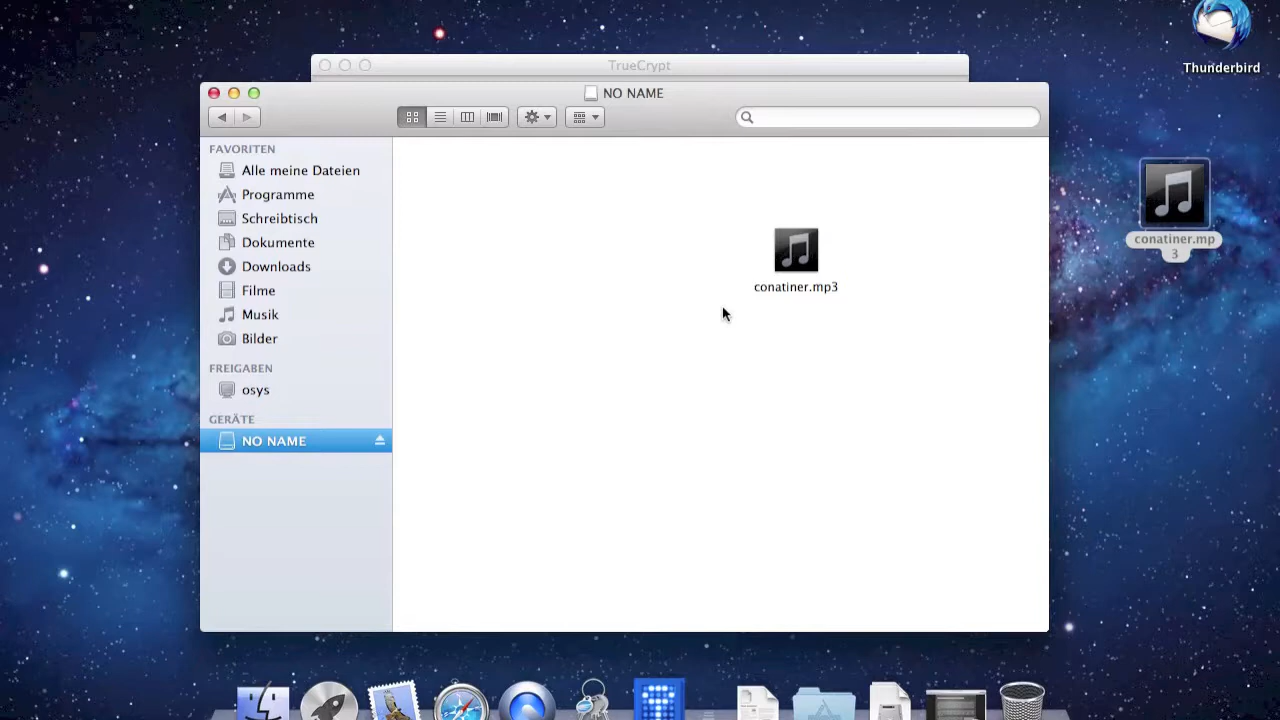 Thunderbird
TrueCrypt
NO NAME
FAVORITEN
Alle meine Dateien
Programme
Schreibtisch
Dokumente
Downloads
Filme
Musik
Bilder
FREIGABEN
osys
GERÄTE
NO NAME
conatiner.mp3
conatiner.mp
3